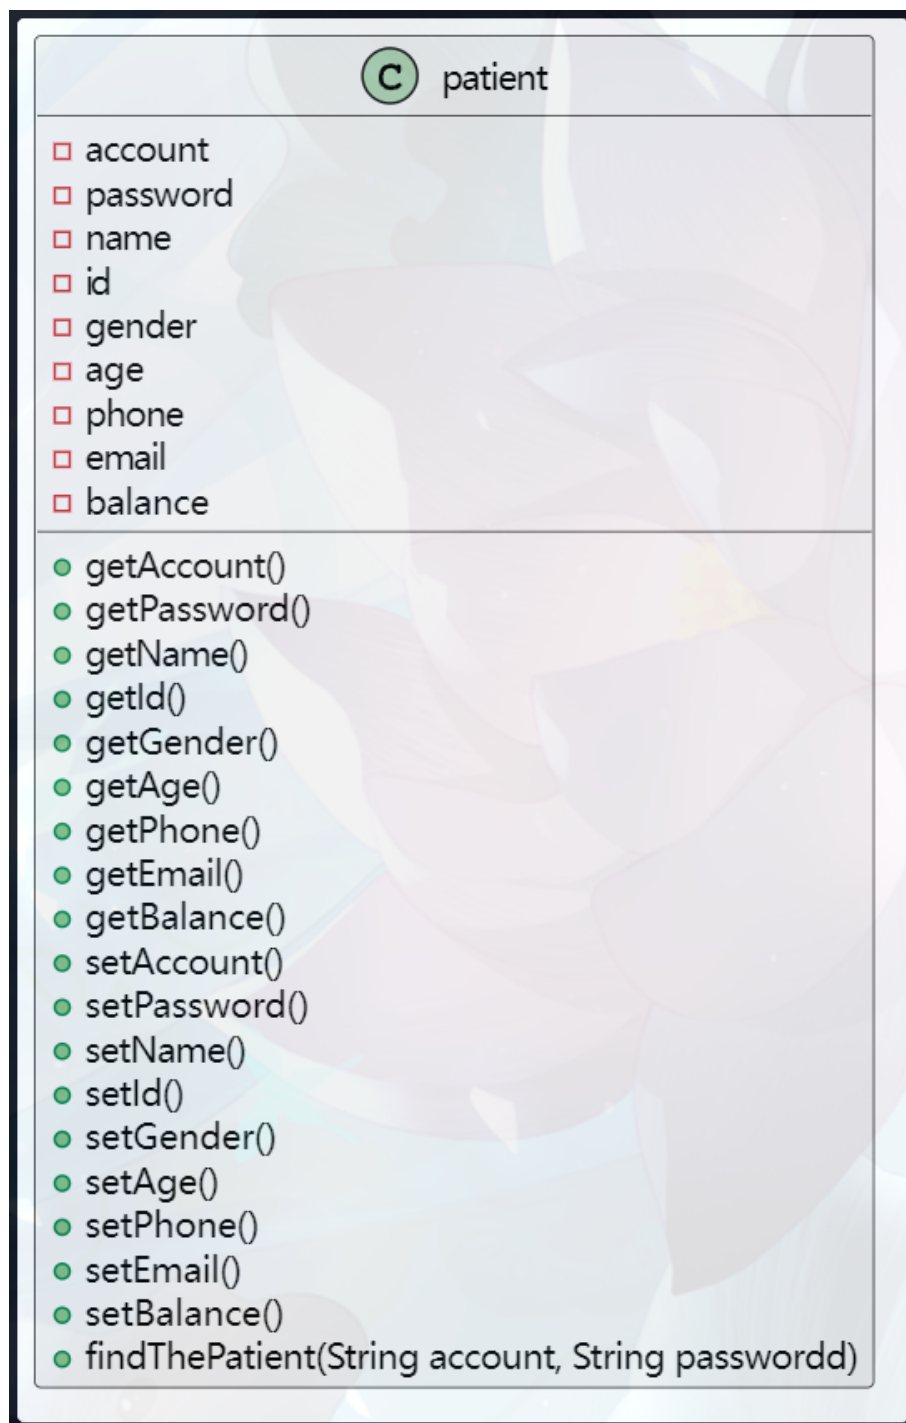 C patient
account
password
name
id
gender
age
phone
email
balance
getAccount()
getPassword()
getName()
getId()
getGender()
getAge()
getPhone()
getEmail()
getBalance()
setAccount()
setPassword()
setName()
setId()
setGender()
setAge()
setPhone()
setEmail()
setBalance()
findThePatient(String account, String passwordd)